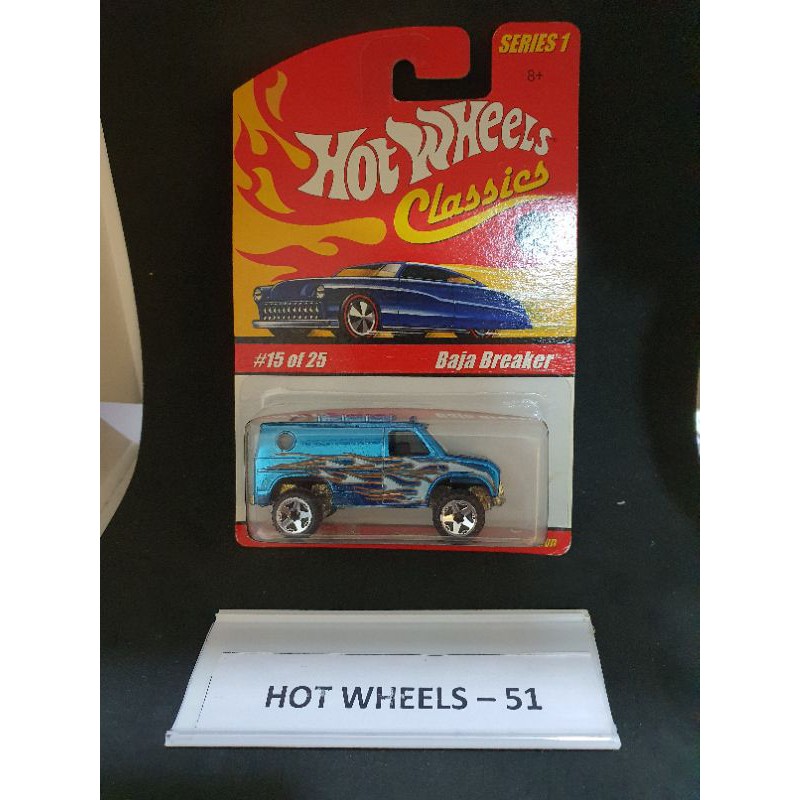 SERIES 1
8+
HOT WHEELS
Classics
#15 of 25
Baja Breaker
HOT WHEELS – 51